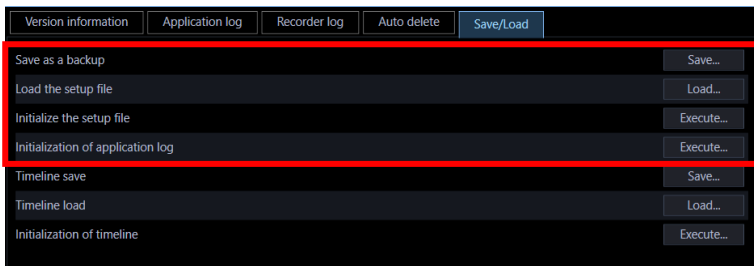 Version information Application log Recorder log Auto delete Save/Load
Save as a backup Save...
Load the setup file Load...
Initialize the setup file Execute...
Initialization of application log Execute...
Timeline save Save...
Timeline load Load...
Initialization of timeline Execute...